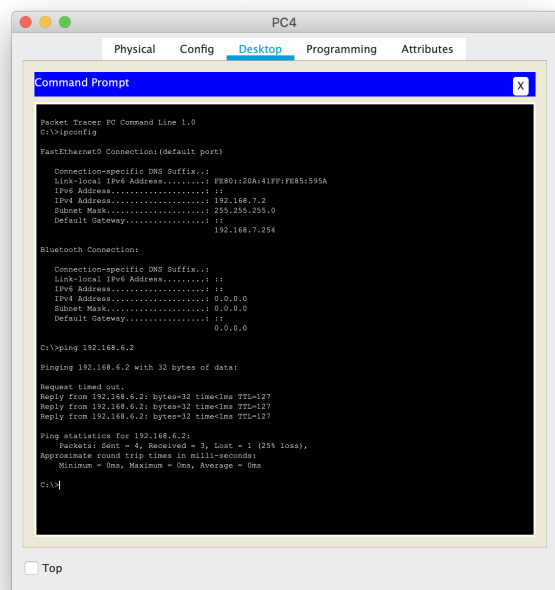 PC4
Physical Config Desktop Programming Attributes
Command Prompt
X
Packet Tracer PC Command Line 1.0
C:\>ipconfig
FastEthernet0 Connection:(default port)
Connection-specific DNS Suffix..:
Link-local IPv6 Address.........: FE80::20A:41FF:FE85:595A
IPv6 Address....................: ::
IPv4 Address....................: 192.168.7.2
Subnet Mask.....................: 255.255.255.0
Default Gateway.................: ::
192.168.7.254
Bluetooth Connection:
Connection-specific DNS Suffix..:
Link-local IPv6 Address.........: ::
IPv6 Address....................: ::
IPv4 Address....................: 0.0.0.0
Subnet Mask.....................: 0.0.0.0
Default Gateway.................: ::
0.0.0.0
C:\>ping 192.168.6.2
Pinging 192.168.6.2 with 32 bytes of data:
Request timed out.
Reply from 192.168.6.2: bytes=32 time<1ms TTL=127
Reply from 192.168.6.2: bytes=32 time<1ms TTL=127
Reply from 192.168.6.2: bytes=32 time<1ms TTL=127
Ping statistics for 192.168.6.2:
Packets: Sent = 4, Received = 3, Lost = 1 (25% loss),
Approximate round trip times in milli-seconds:
Minimum = 0ms, Maximum = 0ms, Average = 0ms
C:\>
Top